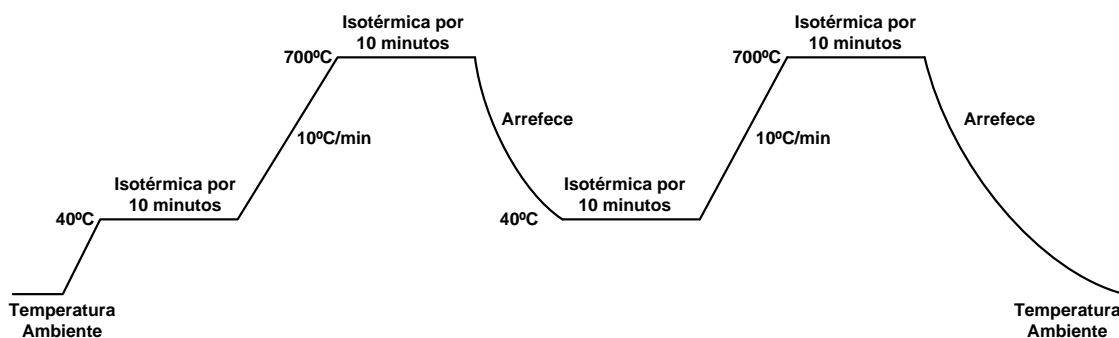 Isotérmica por
10 minutos
Isotérmica por
10 minutos
700ºC
700ºC
Arrefece
Arrefece
10ºC/min
10ºC/min
Isotérmica por
10 minutos
Isotérmica por
10 minutos
40ºC
40ºC
Temperatura
Ambiente
Temperatura
Ambiente